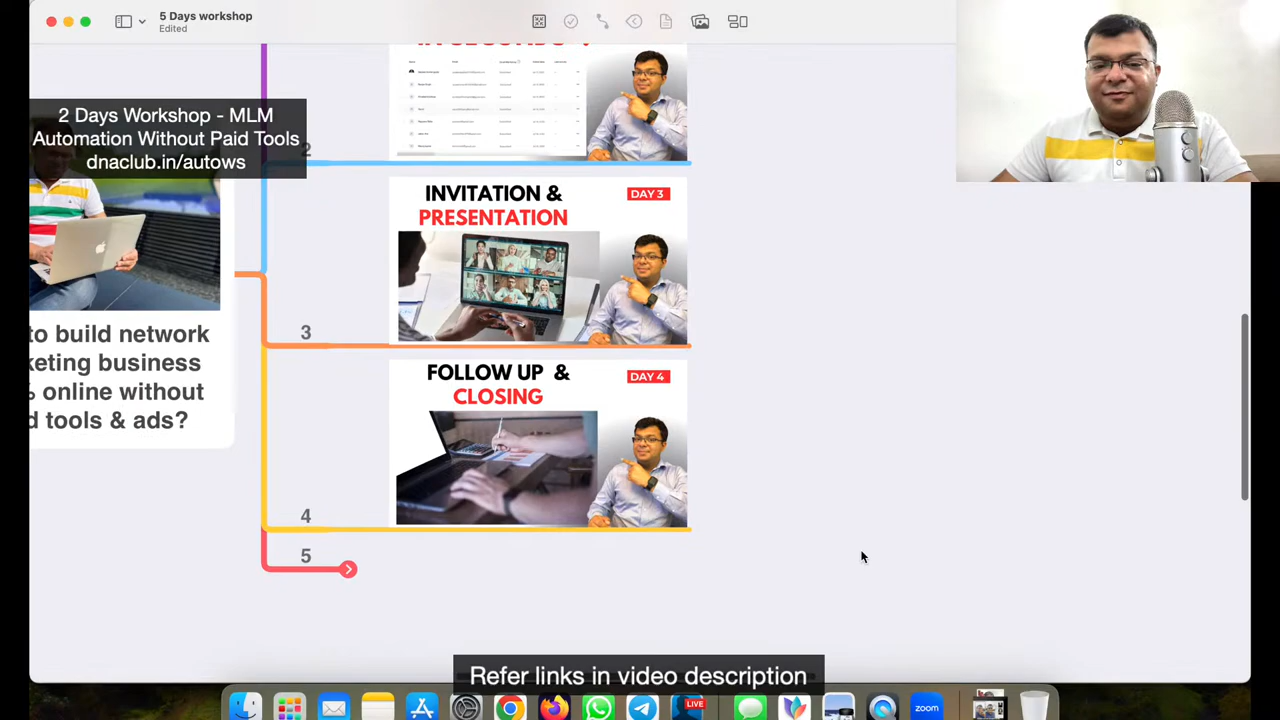 5 Days workshop
Edited
2 Days Workshop - MLM
Automation Without Paid Tools
dnaclub.in/autows
2
INVITATION &
PRESENTATION
DAY 3
3
to build network
keting business
% online without
d tools & ads?
FOLLOW UP &
CLOSING
DAY 4
4
5
Refer links in video description
LIVE
zoom